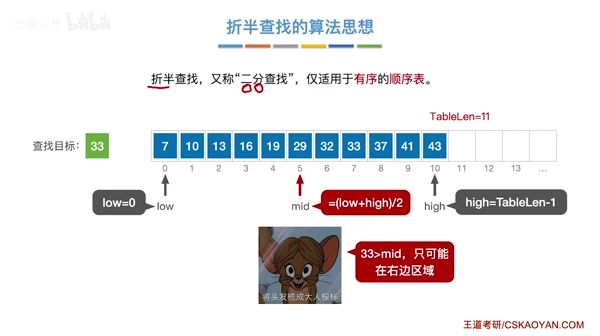 折半查找的算法思想
折半查找，又称“二分查找”，仅适用于有序的顺序表。
TableLen=11
查找目标： 33 7 10 13 16 19 29 32 33 37 41 43
0 1 2 3 4 5 6 7 8 9 10 11 12 13 ...
low=0 low mid =(low+high)/2 high high=TableLen-1
33>mid，只可能
在右边区域
将头发梳成大人模样
王道考研/CSKAOYAN.COM